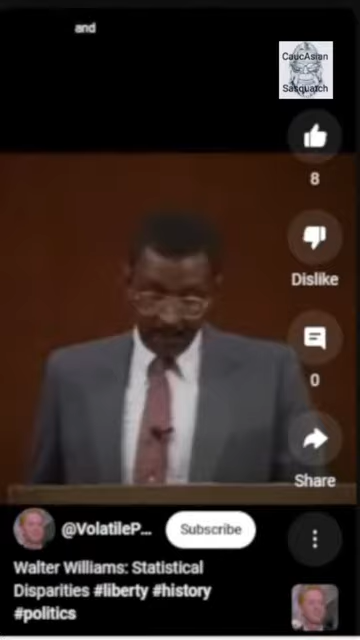 and
CaucAsian
Sasquatch
8
Dislike
0
Share
@VolatileP...
Subscribe
Walter Williams: Statistical
Disparities #liberty #history
#politics